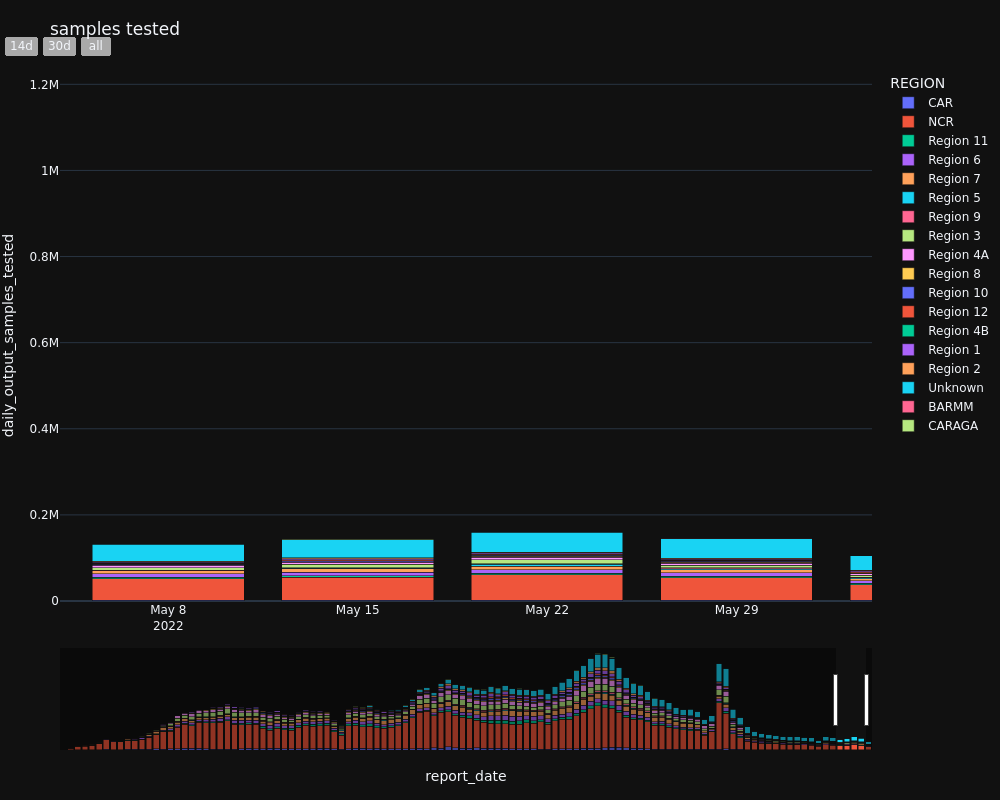 samples tested
14d 30d all
daily_output_samples_tested
1.2M
1M
0.8M
0.6M
0.4M
0.2M
0
May 8
2022
May 15
May 22
May 29
report_date
REGION
CAR
NCR
Region 11
Region 6
Region 7
Region 5
Region 9
Region 3
Region 4A
Region 8
Region 10
Region 12
Region 4B
Region 1
Region 2
Unknown
BARMM
CARAGA